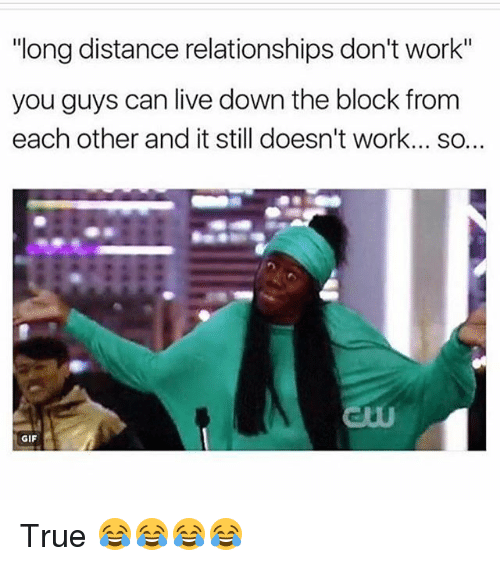 "long distance relationships don't work"
you guys can live down the block from
each other and it still doesn't work... so...
CW
GIF
True 😂😂😂😂